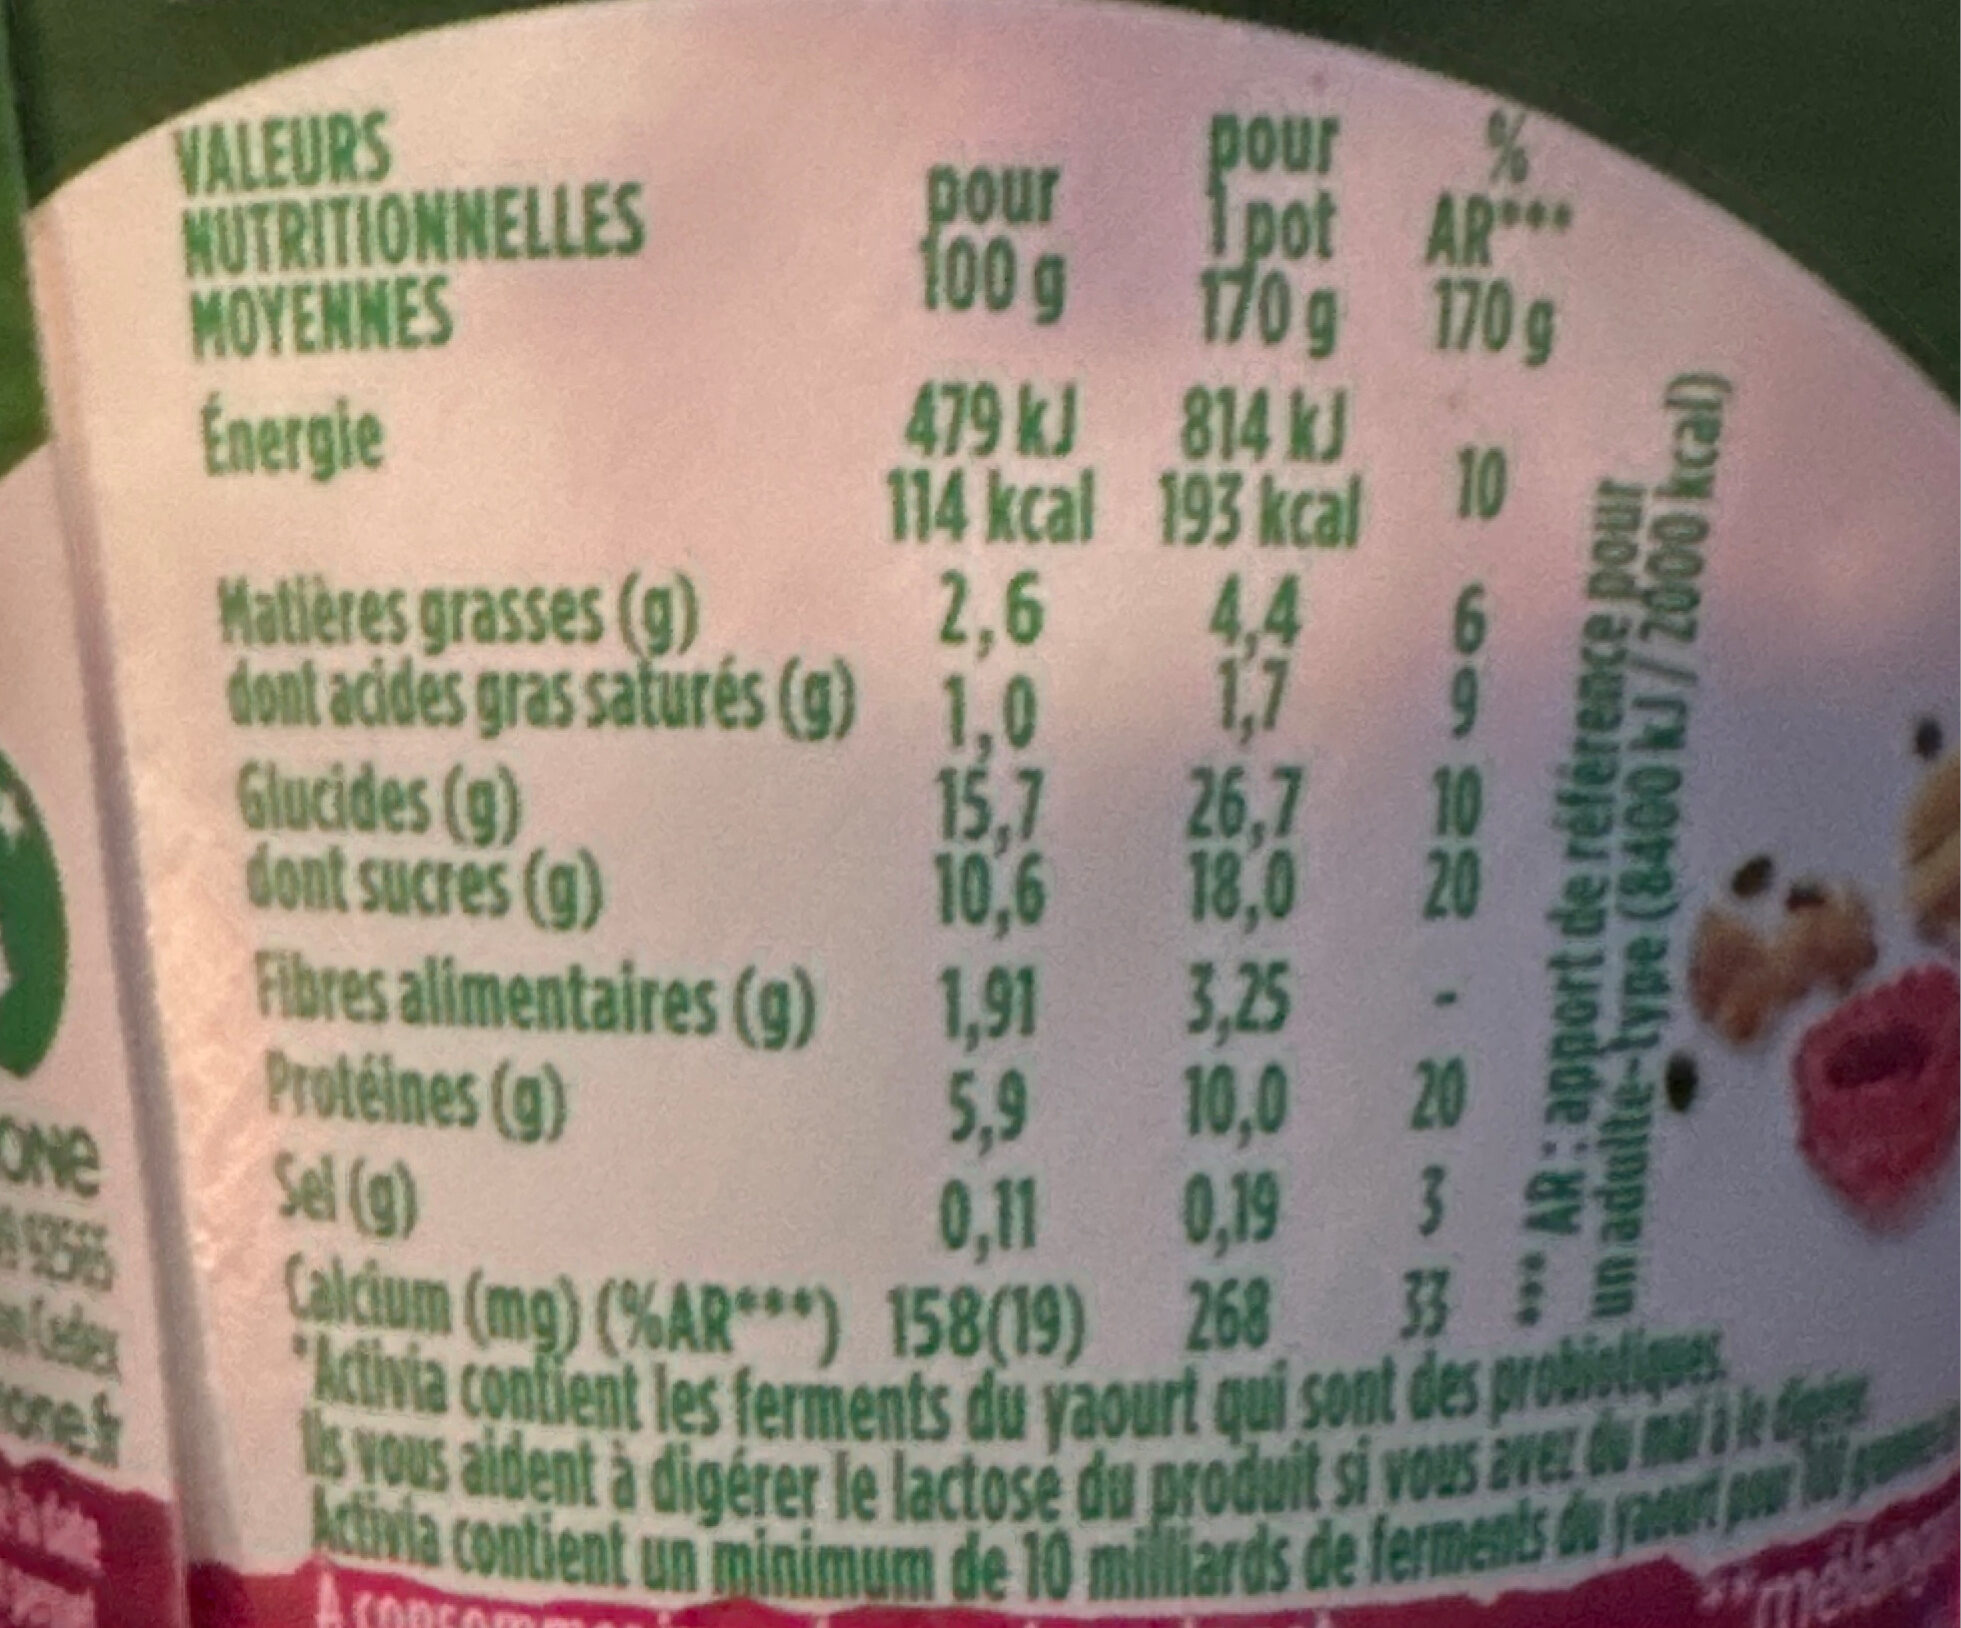 VALEURS
NUTRITIONNELLES
MOYENNES
pour
100 g
pour
1 pot
170 g
%
AR***
170 g
Énergie 479 kJ 814 kJ
114 kcal 193 kcal 10
Matières grasses (g) 2,6 4,4 6
dont acides gras saturés (g) 1,0 1,7 9
Glucides (g) 15,7 26,7 10
dont sucres (g) 10,6 18,0 20
Fibres alimentaires (g) 1,91 3,25 -
Protéines (g) 5,9 10,0 20
Sel (g) 0,11 0,19 3
Calcium (mg) (%AR***) 158(19) 268 33
*Activia contient les ferments du yaourt qui sont des probiotiques.
Ils vous aident à digérer le lactose du produit si vous avez du mal à le digérer.
Activia contient un minimum de 10 milliards de ferments du yaourt pour
*** AR : apport de référence pour
un adulte-type (8400 kJ / 2000 kcal)